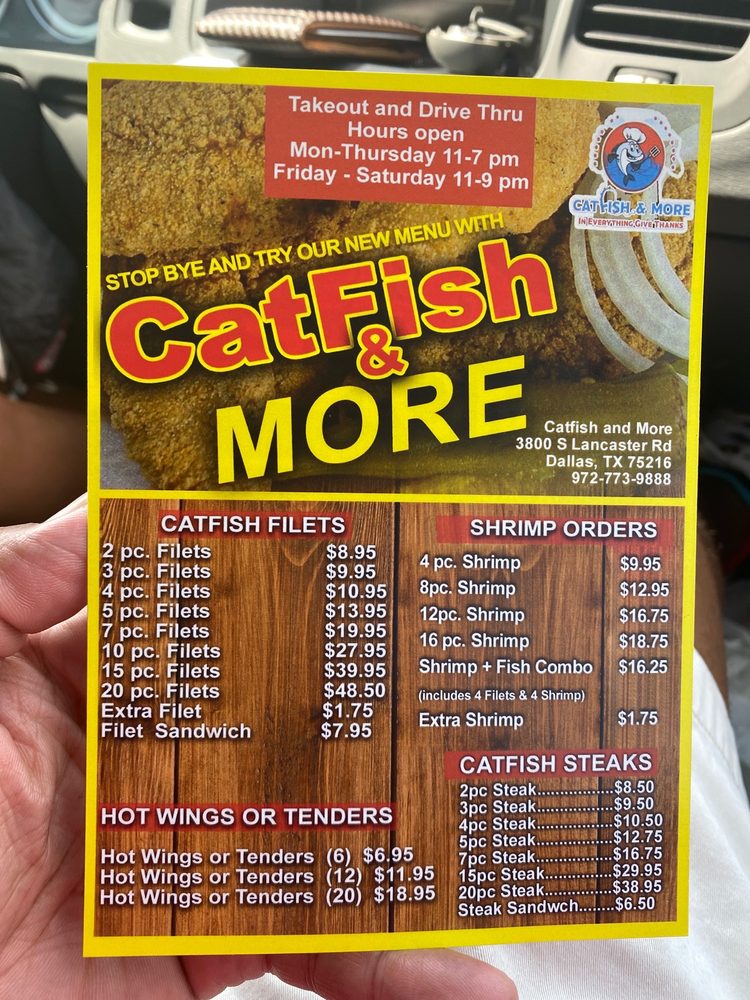 Takeout and Drive Thru
Hours open
Mon-Thursday 11-7 pm
Friday - Saturday 11-9 pm
CATFISH & MORE
IN EVERYTHING GIVE THANKS
STOP BYE AND TRY OUR NEW MENU WITH
CatFish
&
MORE
Catfish and More
3800 S Lancaster Rd
Dallas, TX 75216
972-773-9888
CATFISH FILETS
2 pc. Filets $8.95
3 pc. Filets $9.95
4 pc. Filets $10.95
5 pc. Filets $13.95
7 pc. Filets $19.95
10 pc. Filets $27.95
15 pc. Filets $39.95
20 pc. Filets $48.50
Extra Filet $1.75
Filet Sandwich $7.95
HOT WINGS OR TENDERS
Hot Wings or Tenders (6) $6.95
Hot Wings or Tenders (12) $11.95
Hot Wings or Tenders (20) $18.95
SHRIMP ORDERS
4 pc. Shrimp $9.95
8pc. Shrimp $12.95
12pc. Shrimp $16.75
16 pc. Shrimp $18.75
Shrimp + Fish Combo $16.25
(includes 4 Filets & 4 Shrimp)
Extra Shrimp $1.75
CATFISH STEAKS
2pc Steak................$8.50
3pc Steak................$9.50
4pc Steak................$10.50
5pc Steak................$12.75
7pc Steak................$16.75
15pc Steak..............$29.95
20pc Steak..............$38.95
Steak Sandwch........$6.50